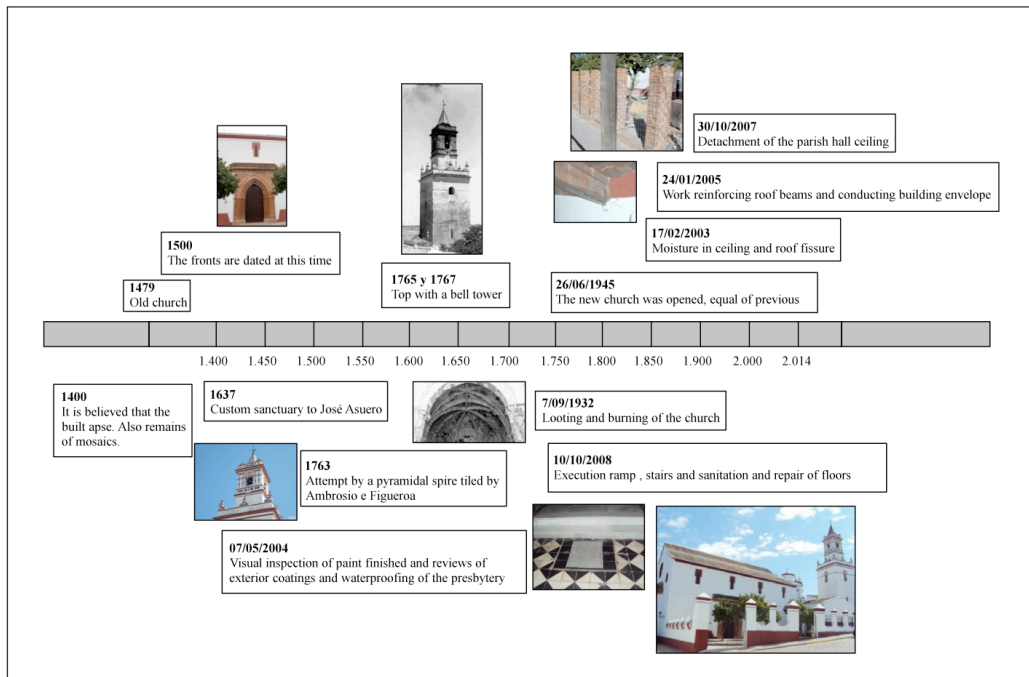 30/10/2007
Detachment of the parish hall ceiling
24/01/2005
Work reinforcing roof beams and conducting building envelope
17/02/2003
Moisture in ceiling and roof fissure
1500
The fronts are dated at this time
1479
Old church
1765 y 1767
Top with a bell tower
26/06/1945
The new church was opened, equal of previous
1.400 1.450 1.500 1.550 1.600 1.650 1.700 1.750 1.800 1.850 1.900 2.000 2.014
1400
It is believed that the
built apse. Also remains
of mosaics.
1637
Custom sanctuary to José Asuero
7/09/1932
Looting and burning of the church
1763
Attempt by a pyramidal spire tiled by
Ambrosio e Figueroa
10/10/2008
Execution ramp , stairs and sanitation and repair of floors
07/05/2004
Visual inspection of paint finished and reviews of
exterior coatings and waterproofing of the presbytery